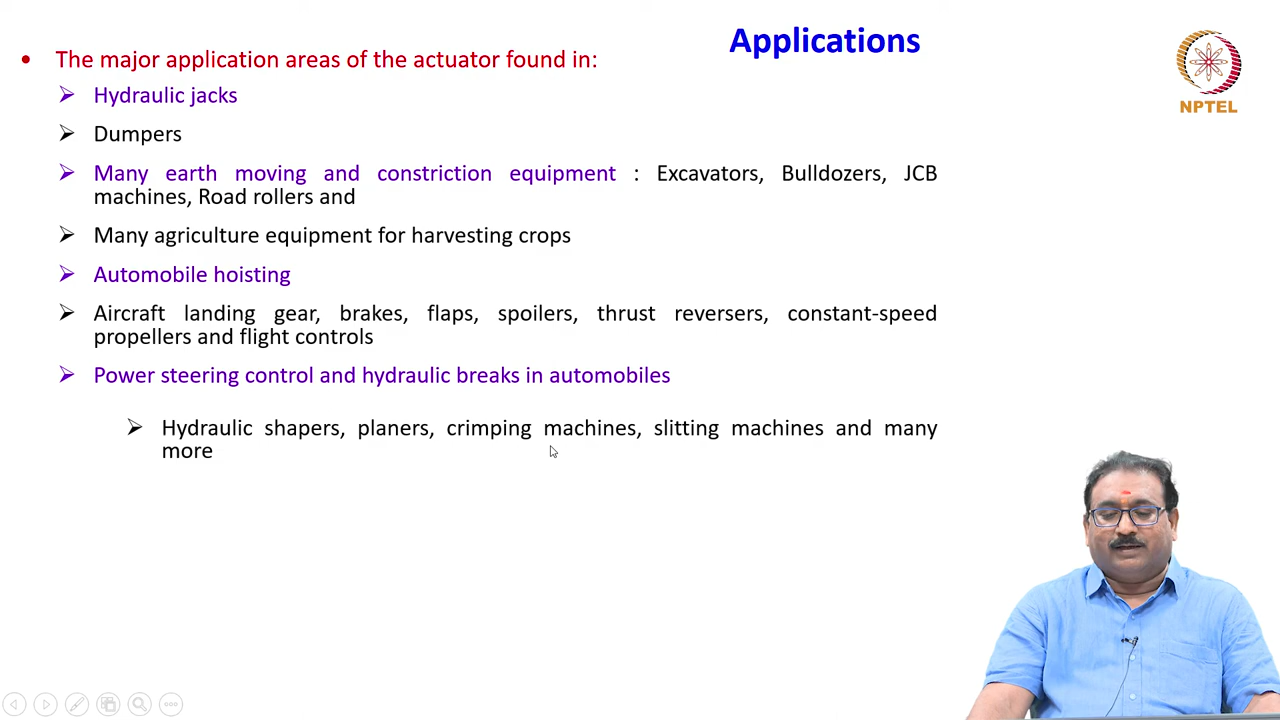 Applications
• The major application areas of the actuator found in:
➢ Hydraulic jacks
➢ Dumpers
➢ Many earth moving and constriction equipment : Excavators, Bulldozers, JCB
machines, Road rollers and
➢ Many agriculture equipment for harvesting crops
➢ Automobile hoisting
➢ Aircraft landing gear, brakes, flaps, spoilers, thrust reversers, constant-speed
propellers and flight controls
➢ Power steering control and hydraulic breaks in automobiles
➢ Hydraulic shapers, planers, crimping machines, slitting machines and many
more
NPTEL